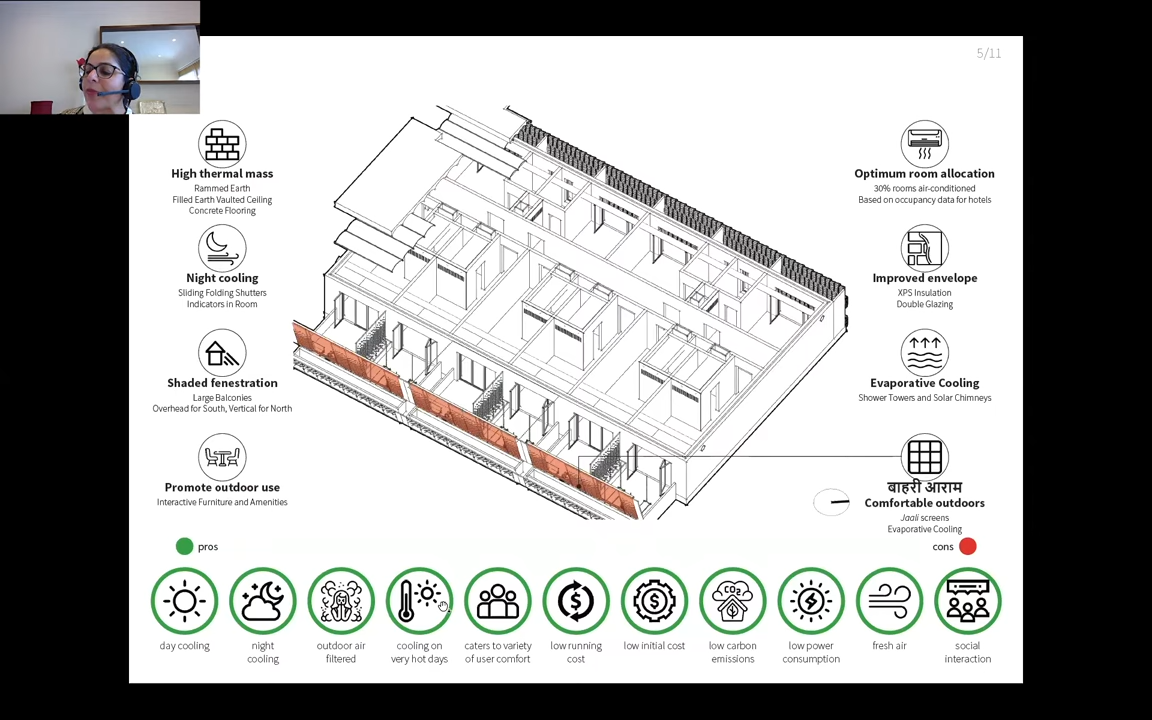 5/11
High thermal mass
Rammed Earth
Filled Earth Vaulted Ceiling
Concrete Flooring
Night cooling
Sliding Folding Shutters
Indicators in Room
Shaded fenestration
Large Balconies
Overhead for South, Vertical for North
Promote outdoor use
Interactive Furniture and Amenities
Optimum room allocation
30% rooms air-conditioned
Based on occupancy data for hotels
Improved envelope
XPS Insulation
Double Glazing
Evaporative Cooling
Shower Towers and Solar Chimneys
बाहरी आराम
Comfortable outdoors
Jaali screens
Evaporative Cooling
pros
cons
day cooling
night
cooling
outdoor air
filtered
cooling on
very hot days
caters to variety
of user comfort
$
low running
cost
$
low initial cost
CO2
low carbon
emissions
low power
consumption
fresh air
social
interaction